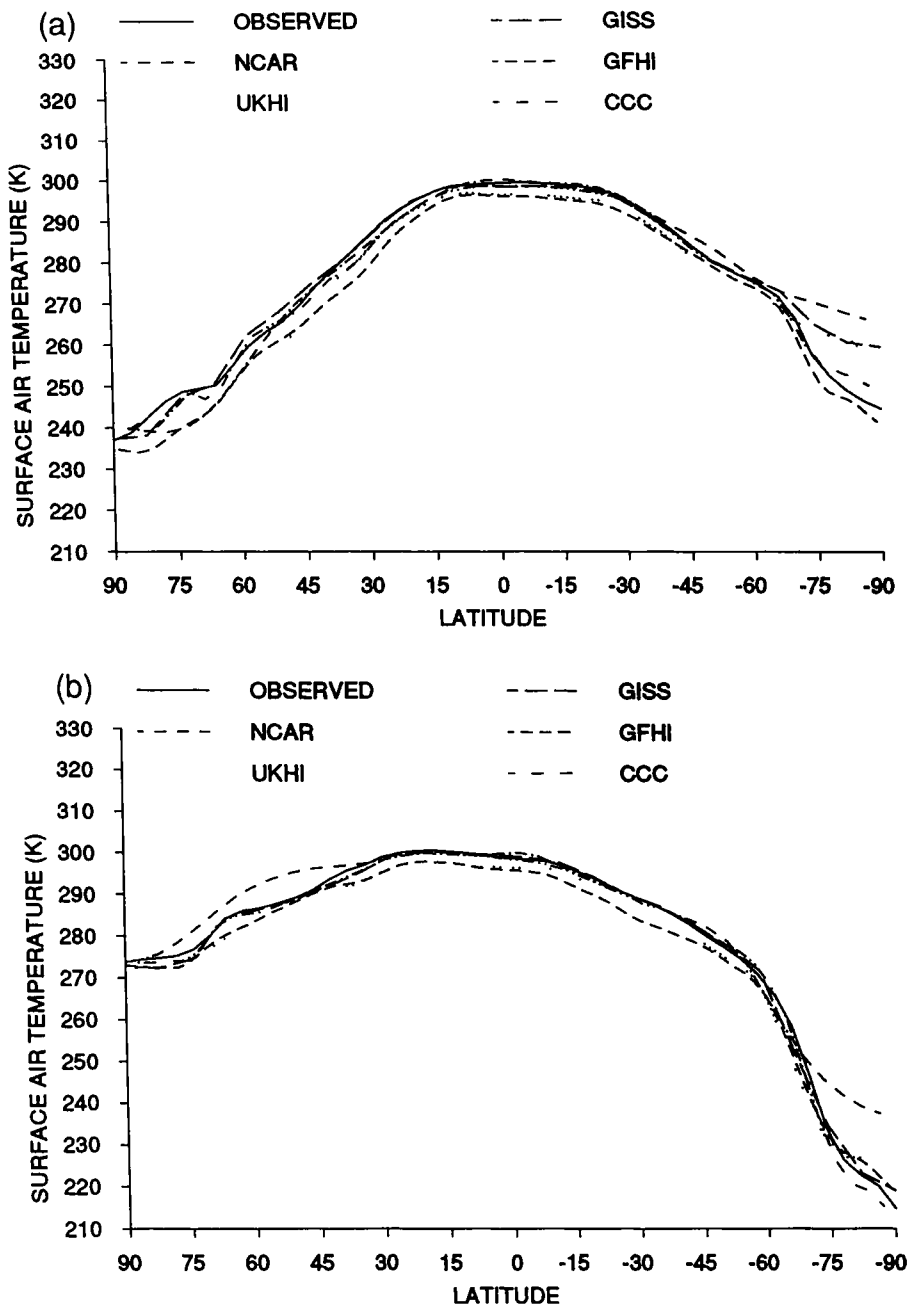 (a) OBSERVED GISS
NCAR GFHI
UKHI CCC
SURFACE AIR TEMPERATURE (K)
330
320
310
300
290
280
270
260
250
240
230
220
210
90 75 60 45 30 15 0 -15 -30 -45 -60 -75 -90
LATITUDE
(b) OBSERVED GISS
NCAR GFHI
UKHI CCC
SURFACE AIR TEMPERATURE (K)
330
320
310
300
290
280
270
260
250
240
230
220
210
90 75 60 45 30 15 0 -15 -30 -45 -60 -75 -90
LATITUDE